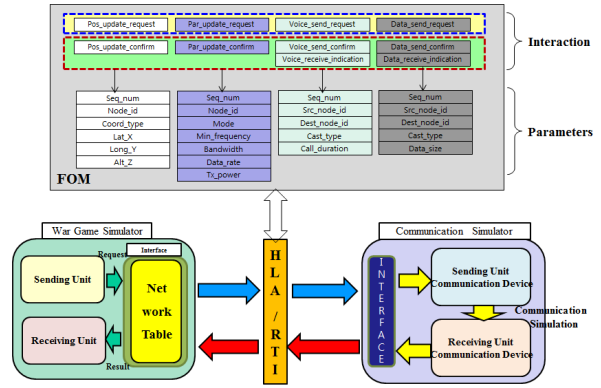 Pos_update_request
Par_update_request
Voice_send_request
Data_send_request
Interaction
Pos_update_confirm
Par_update_confirm
Voice_send_confirm
Data_send_confirm
Voice_receive_indication
Data_receive_indication
Seq_num
Node_id
Coord_type
Lat_X
Long_Y
Alt_Z
Seq_num
Node_id
Mode
Min_frequency
Bandwidth
Data_rate
Tx_power
Seq_num
Src_node_id
Dest_node_id
Cast_type
Call_duration
Seq_num
Src_node_id
Dest_node_id
Cast_type
Data_size
Parameters
FOM
War Game Simulator
Request
Interface
Sending Unit
Net
work
Table
Receiving Unit
Result
HLA / RTI
Communication Simulator
INTERFACE
Sending Unit
Communication Device
Communication
Simulation
Receiving Unit
Communication Device